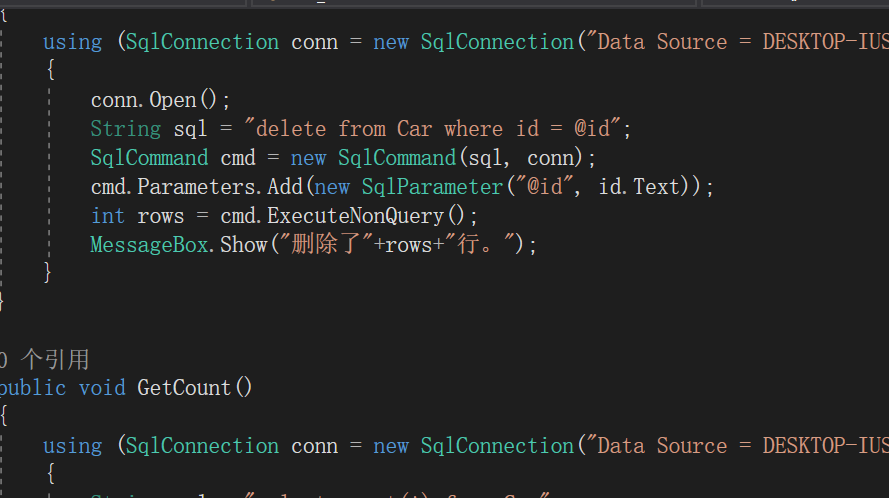 {
using (SqlConnection conn = new SqlConnection("Data Source = DESKTOP-IUS
{
conn.Open();
String sql = "delete from Car where id = @id";
SqlCommand cmd = new SqlCommand(sql, conn);
cmd.Parameters.Add(new SqlParameter("@id", id.Text));
int rows = cmd.ExecuteNonQuery();
MessageBox.Show("删除了"+rows+"行。");
}
}
0 个引用
public void GetCount()
{
using (SqlConnection conn = new SqlConnection("Data Source = DESKTOP-IUS
{